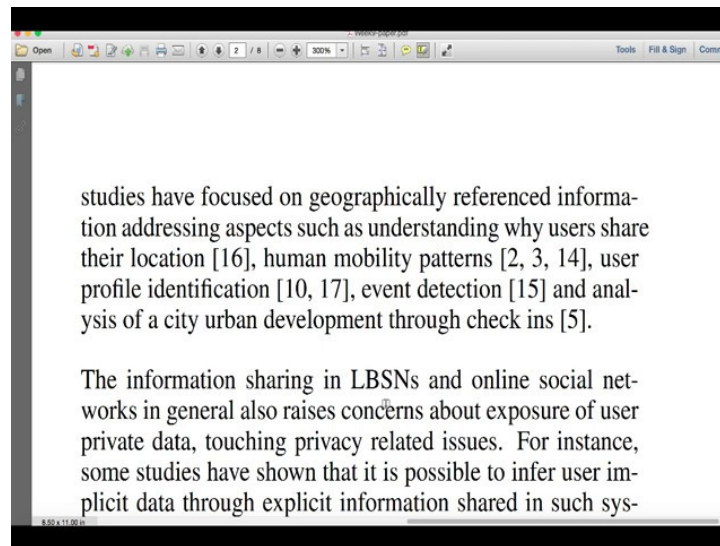 Weekly-paper.pdf
Open 2 / 8 300% Tools Fill & Sign Comm
studies have focused on geographically referenced informa-
tion addressing aspects such as understanding why users share
their location [16], human mobility patterns [2, 3, 14], user
profile identification [10, 17], event detection [15] and anal-
ysis of a city urban development through check ins [5].
The information sharing in LBSNs and online social net-
works in general also raises concerns about exposure of user
private data, touching privacy related issues. For instance,
some studies have shown that it is possible to infer user im-
plicit data through explicit information shared in such sys-
8.50 x 11.00 in